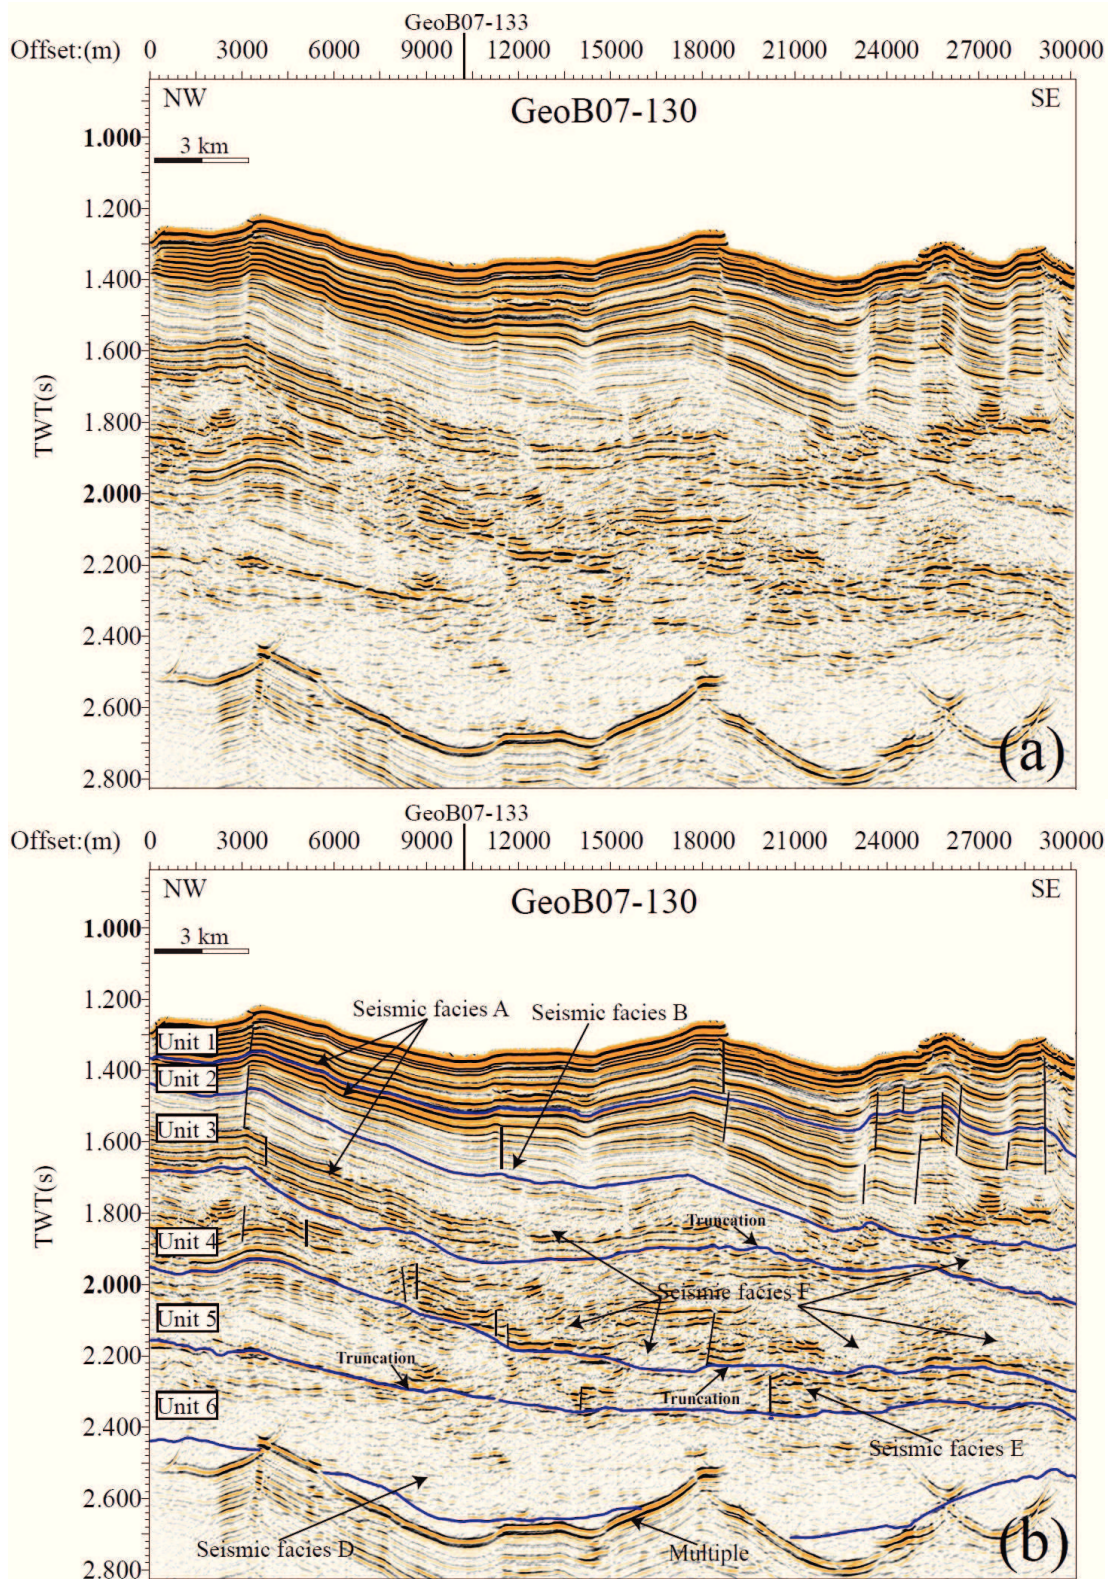 GeoB07-133
Offset:(m) 0 3000 6000 9000 12000 15000 18000 21000 24000 27000 30000
NW SE
GeoB07-130
1.000
3 km
1.200
1.400
1.600
TWT(s)
1.800
2.000
2.200
2.400
2.600
(a)
2.800
GeoB07-133
Offset:(m) 0 3000 6000 9000 12000 15000 18000 21000 24000 27000 30000
NW SE
GeoB07-130
1.000
3 km
1.200
Seismic facies A
Seismic facies B
Unit 1
1.400
Unit 2
Unit 3
1.600
TWT(s)
1.800
Truncation
Unit 4
2.000
Seismic facies F
Unit 5
2.200
Truncation
Truncation
Unit 6
2.400
Seismic facies E
2.600
Seismic facies D
Multiple
(b)
2.800